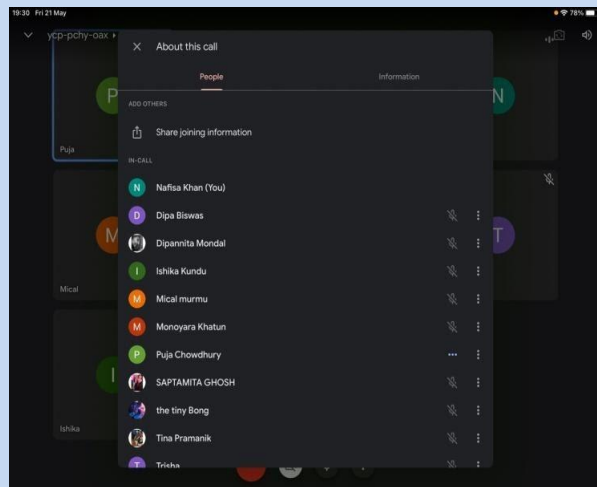 19:30 Fri 21 May
78%
ycp-pchy-oax
About this call
People
Information
ADD OTHERS
Share joining information
IN-CALL
N Nafisa Khan (You)
D Dipa Biswas
Dipannita Mondal
I Ishika Kundu
M Mical murmu
M Monoyara Khatun
P Puja Chowdhury
SAPTAMITA GHOSH
the tiny Bong
Tina Pramanik
T Trisha
P
Puja
N
M
Mical
T
I
Ishika